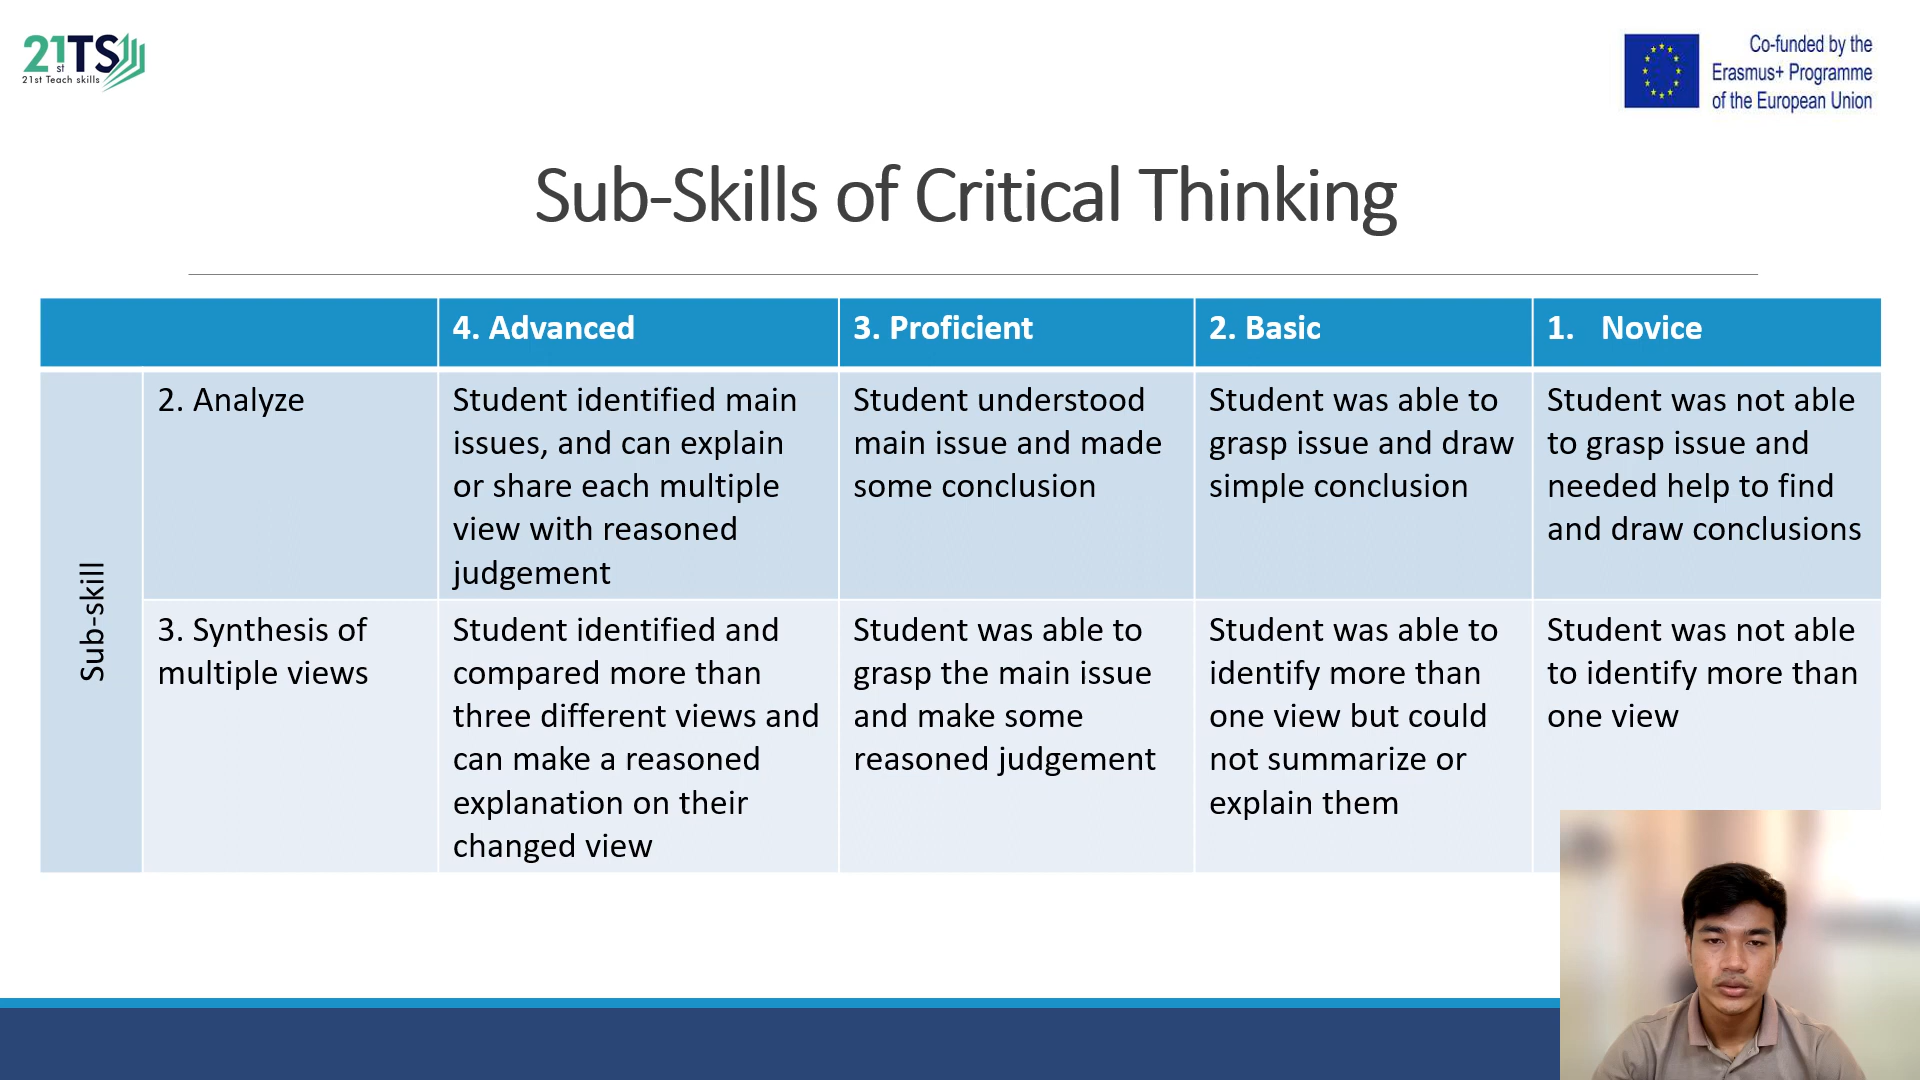 21st TS
21st Teach skills
Co-funded by the
Erasmus+ Programme
of the European Union
Sub-Skills of Critical Thinking
4. Advanced
3. Proficient
2. Basic
1. Novice
Sub-skill
2. Analyze
Student identified main
issues, and can explain
or share each multiple
view with reasoned
judgement
Student understood
main issue and made
some conclusion
Student was able to
grasp issue and draw
simple conclusion
Student was not able
to grasp issue and
needed help to find
and draw conclusions
3. Synthesis of
multiple views
Student identified and
compared more than
three different views and
can make a reasoned
explanation on their
changed view
Student was able to
grasp the main issue
and make some
reasoned judgement
Student was able to
identify more than
one view but could
not summarize or
explain them
Student was not able
to identify more than
one view